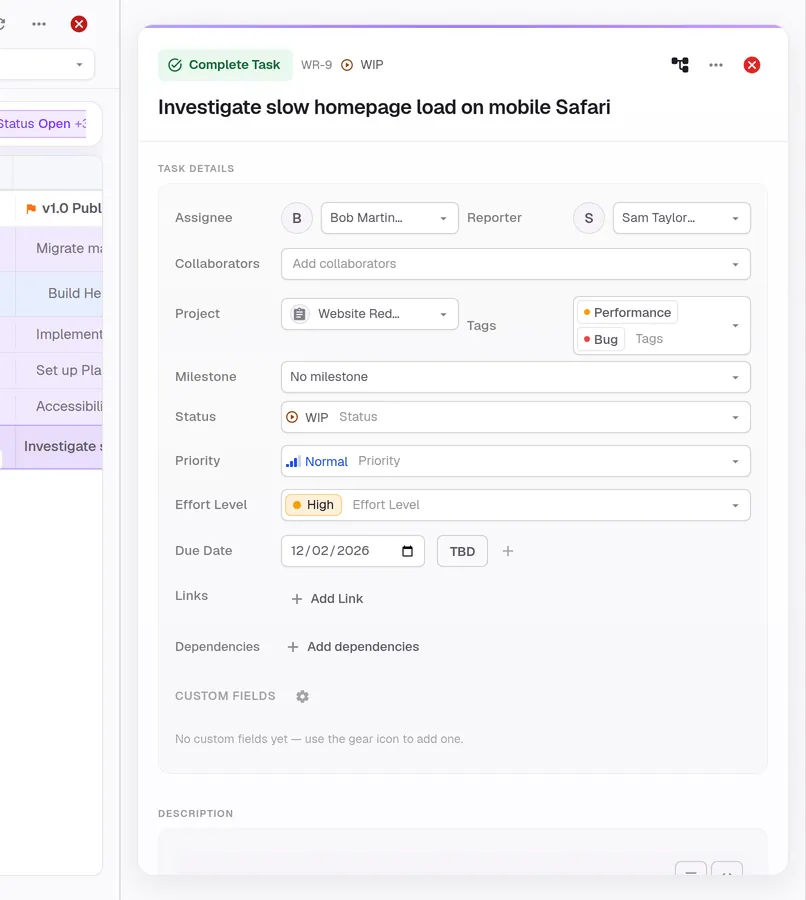 Status Open +3
v1.0 Publ
Migrate ma
Build He
Implement
Set up Pla
Accessibili
Investigate s
Complete Task WR-9 WIP
Investigate slow homepage load on mobile Safari
TASK DETAILS
Assignee B Bob Martin... Reporter S Sam Taylor...
Collaborators Add collaborators
Project Website Red... Tags Performance
Bug Tags
Milestone No milestone
Status WIP Status
Priority Normal Priority
Effort Level High Effort Level
Due Date 12/02/2026 TBD
Links + Add Link
Dependencies + Add dependencies
CUSTOM FIELDS
No custom fields yet — use the gear icon to add one.
DESCRIPTION